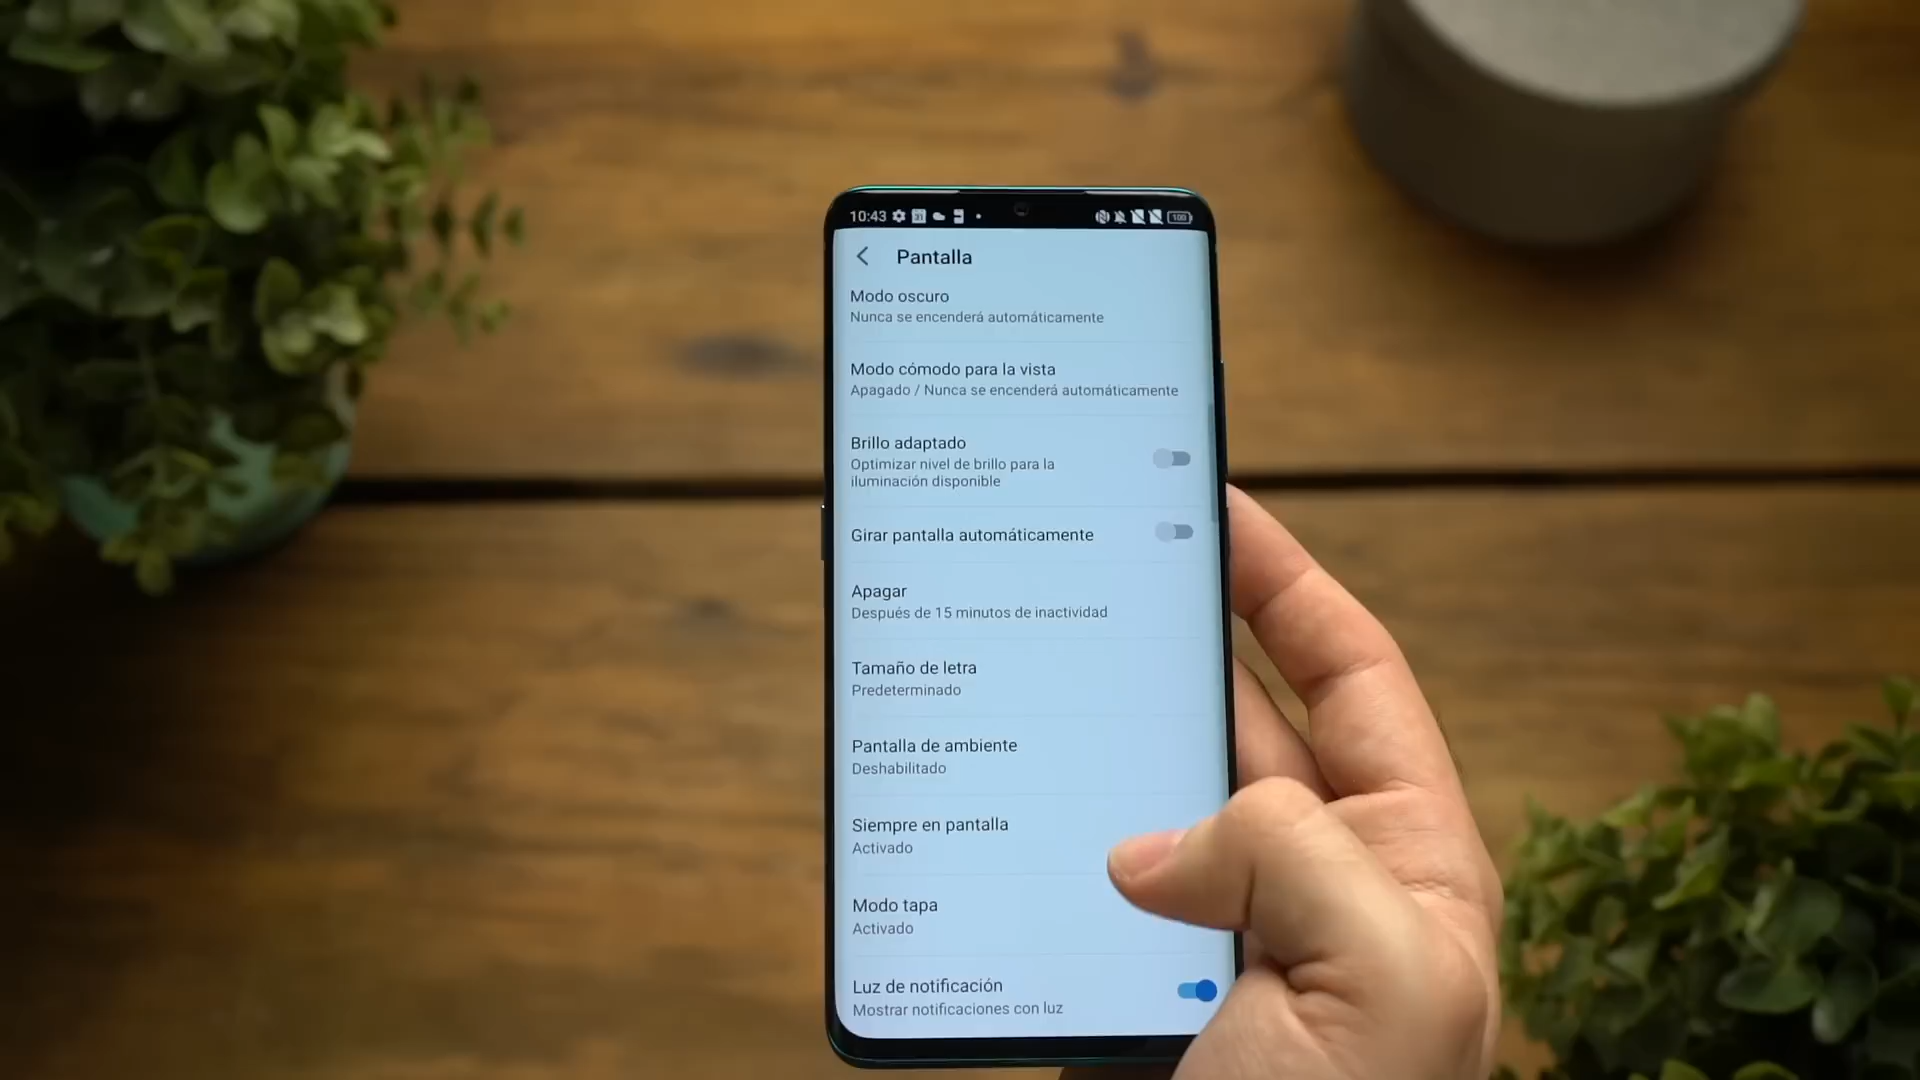 10:43
31
100
Pantalla
Modo oscuro
Nunca se encenderá automáticamente
Modo cómodo para la vista
Apagado / Nunca se encenderá automáticamente
Brillo adaptado
Optimizar nivel de brillo para la
iluminación disponible
Girar pantalla automáticamente
Apagar
Después de 15 minutos de inactividad
Tamaño de letra
Predeterminado
Pantalla de ambiente
Deshabilitado
Siempre en pantalla
Activado
Modo tapa
Activado
Luz de notificación
Mostrar notificaciones con luz